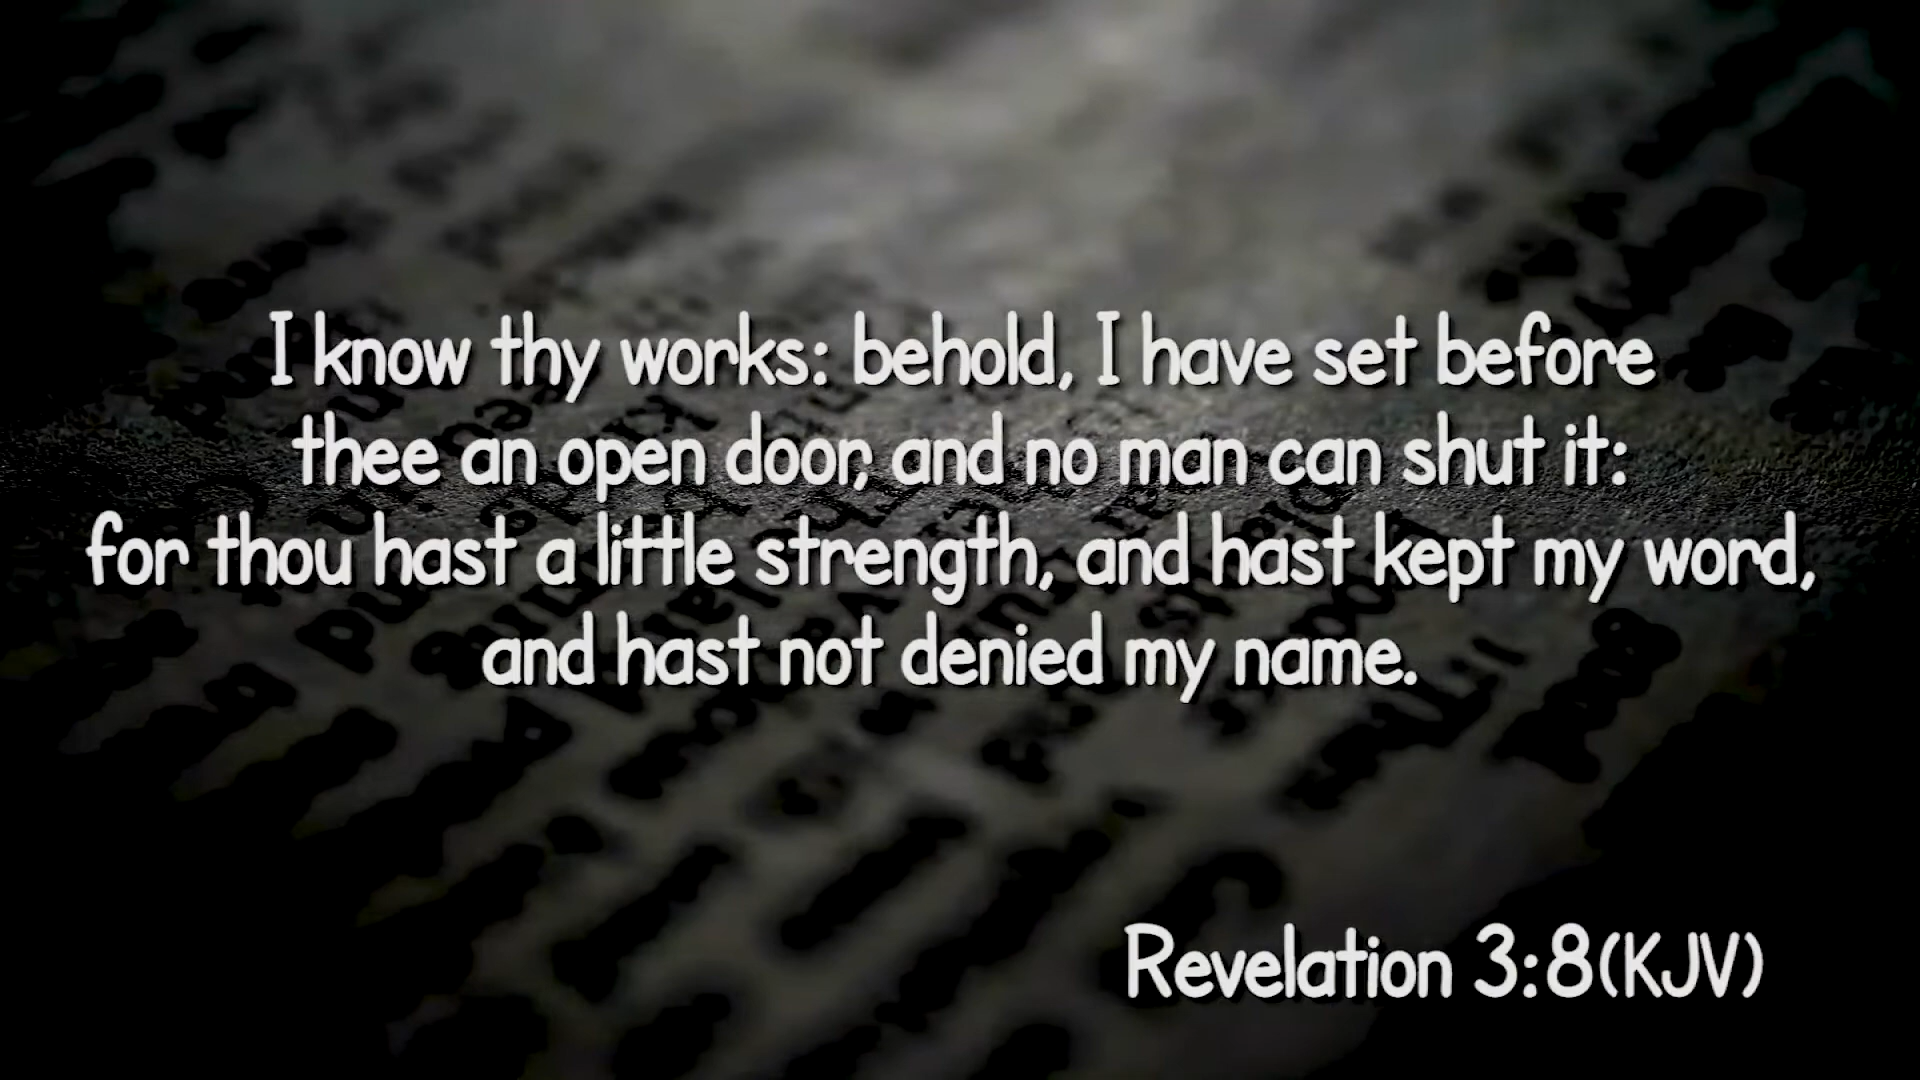 I know thy works: behold, I have set before
thee an open door, and no man can shut it:
for thou hast a little strength, and hast kept my word,
and hast not denied my name.
Revelation 3:8(KJV)